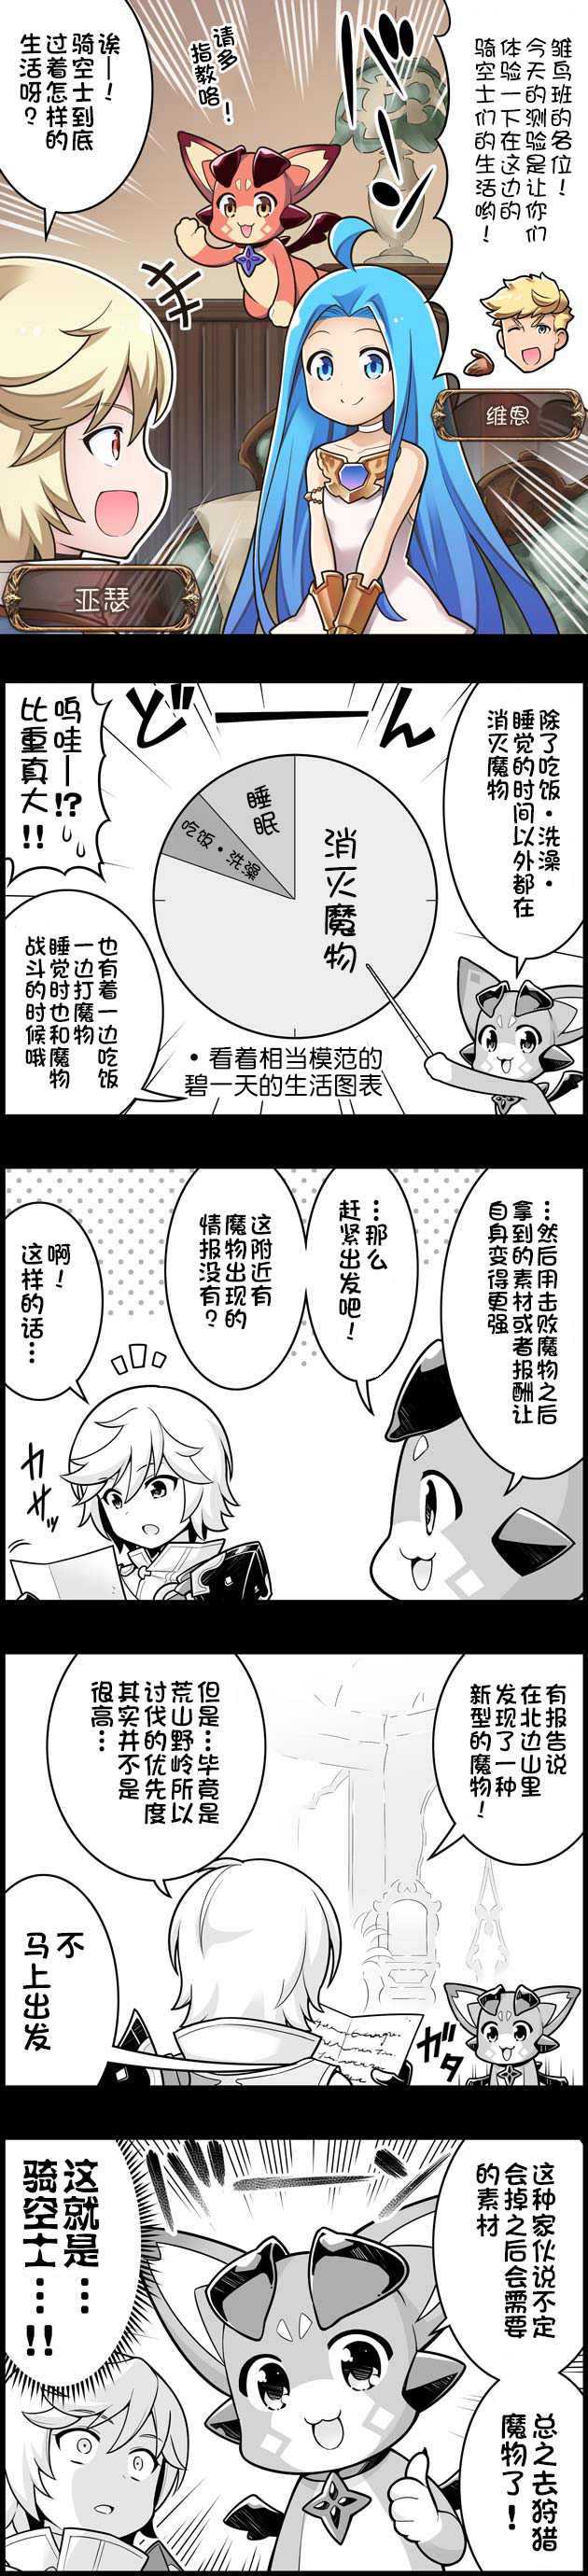 雏鸟班的各位！
今天的测验是让你们
体验一下在这边的
骑空士们的生活哟！
维恩
请多
指教咯！
诶—！
骑空士到底
过着怎样的
生活呀？
亚瑟
除了吃饭·洗澡·
睡觉的时间以外都在
消灭魔物
どーん
消灭魔物
睡眠
吃饭·洗澡
呜哇—!?
比重真大!!
•看着相当模范的
碧一天的生活图表
也有着一边吃饭
一边打魔物
睡觉时也和魔物
战斗的时候哦
…然后用击败魔物之后
拿到的素材或者报酬让
自身变得更强
…那么
赶紧出发吧！
这附近有
魔物出现的
情报没有？
啊！
这样的话…
ガサッ
有报告说
在北边山里
发现了一种
新型的魔物！
但是…毕竟是
荒山野岭所以
讨伐的优先度
其实并不是
很高…
ガタ
不
马上出发
这种家伙说不定
会掉之后会需要
的素材
总之去狩猎
魔物了！
这就是…
骑空士…!!